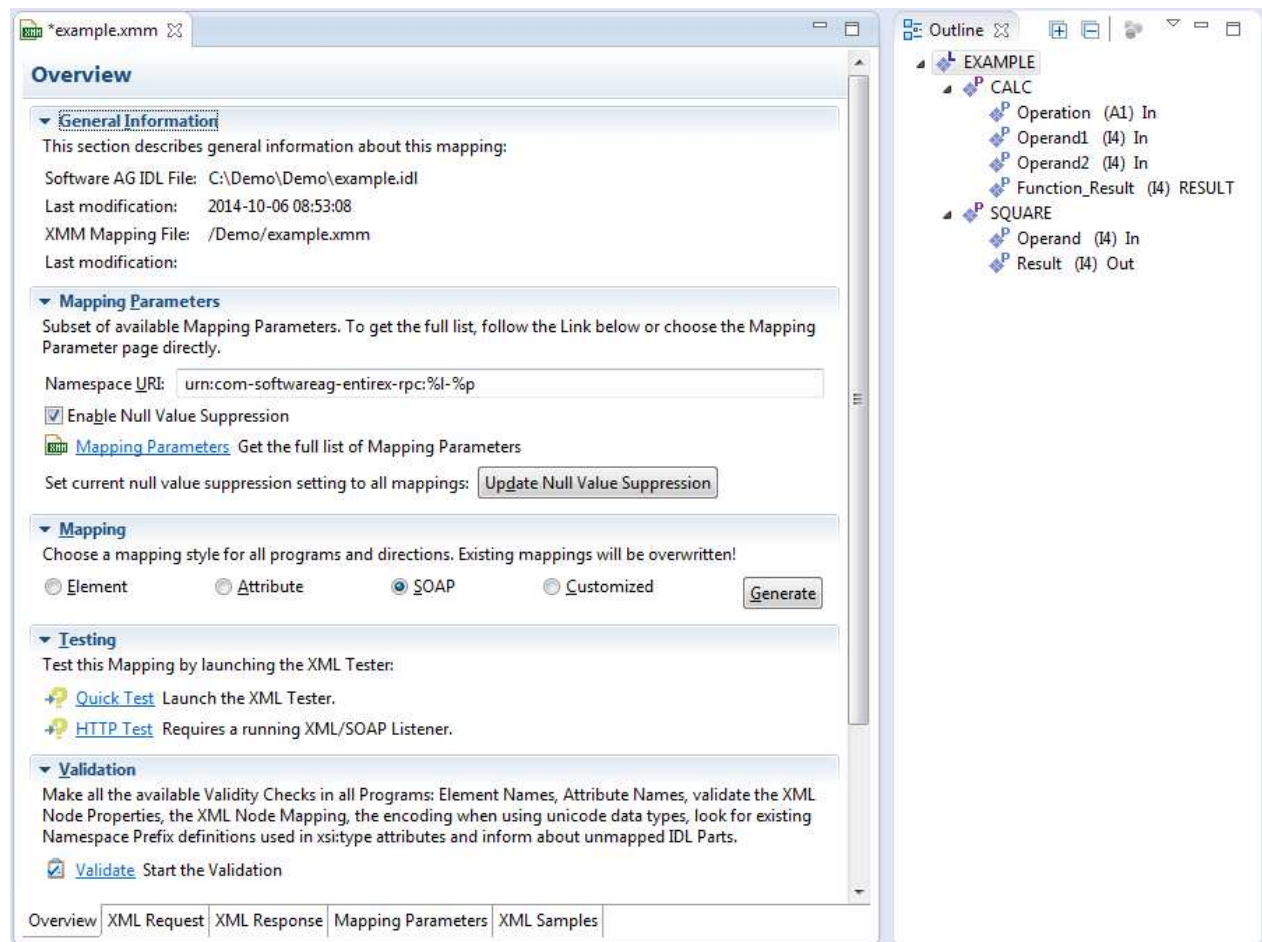 *example.xmm
Overview
General Information
This section describes general information about this mapping:
Software AG IDL File: C:\Demo\Demo\example.idl
Last modification: 2014-10-06 08:53:08
XMM Mapping File: /Demo/example.xmm
Last modification:
Mapping Parameters
Subset of available Mapping Parameters. To get the full list, follow the Link below or choose the Mapping
Parameter page directly.
Namespace URI: urn:com-softwareag-entirex-rpc:%l-%p
Enable Null Value Suppression
Mapping Parameters Get the full list of Mapping Parameters
Set current null value suppression setting to all mappings: Update Null Value Suppression
Mapping
Choose a mapping style for all programs and directions. Existing mappings will be overwritten!
Element Attribute SOAP Customized Generate
Testing
Test this Mapping by launching the XML Tester:
Quick Test Launch the XML Tester.
HTTP Test Requires a running XML/SOAP Listener.
Validation
Make all the available Validity Checks in all Programs: Element Names, Attribute Names, validate the XML
Node Properties, the XML Node Mapping, the encoding when using unicode data types, look for existing
Namespace Prefix definitions used in xsi:type attributes and inform about unmapped IDL Parts.
Validate Start the Validation
Overview XML Request XML Response Mapping Parameters XML Samples
Outline
EXAMPLE
CALC
Operation (A1) In
Operand1 (I4) In
Operand2 (I4) In
Function_Result (I4) RESULT
SQUARE
Operand (I4) In
Result (I4) Out